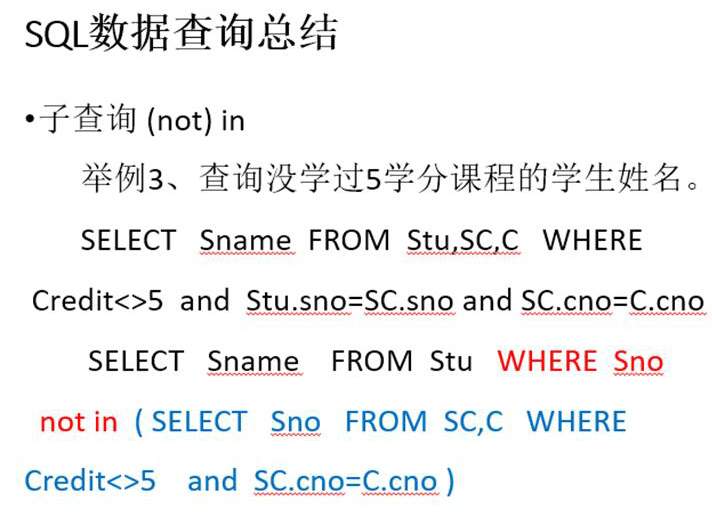 SQL数据查询总结
•子查询 (not) in
举例3、查询没学过5学分课程的学生姓名。
SELECT Sname FROM Stu,SC,C WHERE
Credit<>5 and Stu.sno=SC.sno and SC.cno=C.cno
SELECT Sname FROM Stu WHERE Sno
not in ( SELECT Sno FROM SC,C WHERE
Credit<>5 and SC.cno=C.cno )